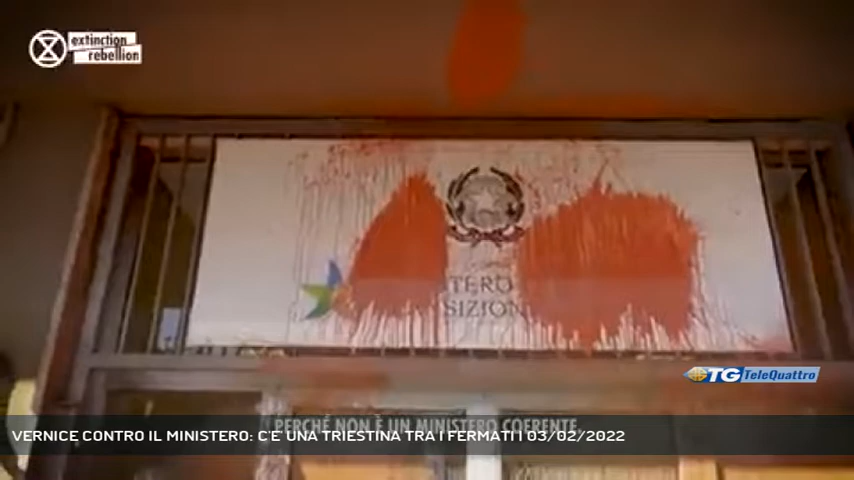 extinction
rebellion
TERO
SIZION
TG TeleQuattro
PERCHÉ NON È UN MINISTERO COERENTE,
VERNICE CONTRO IL MINISTERO: C'E' UNA TRIESTINA TRA I FERMATI | 03/02/2022